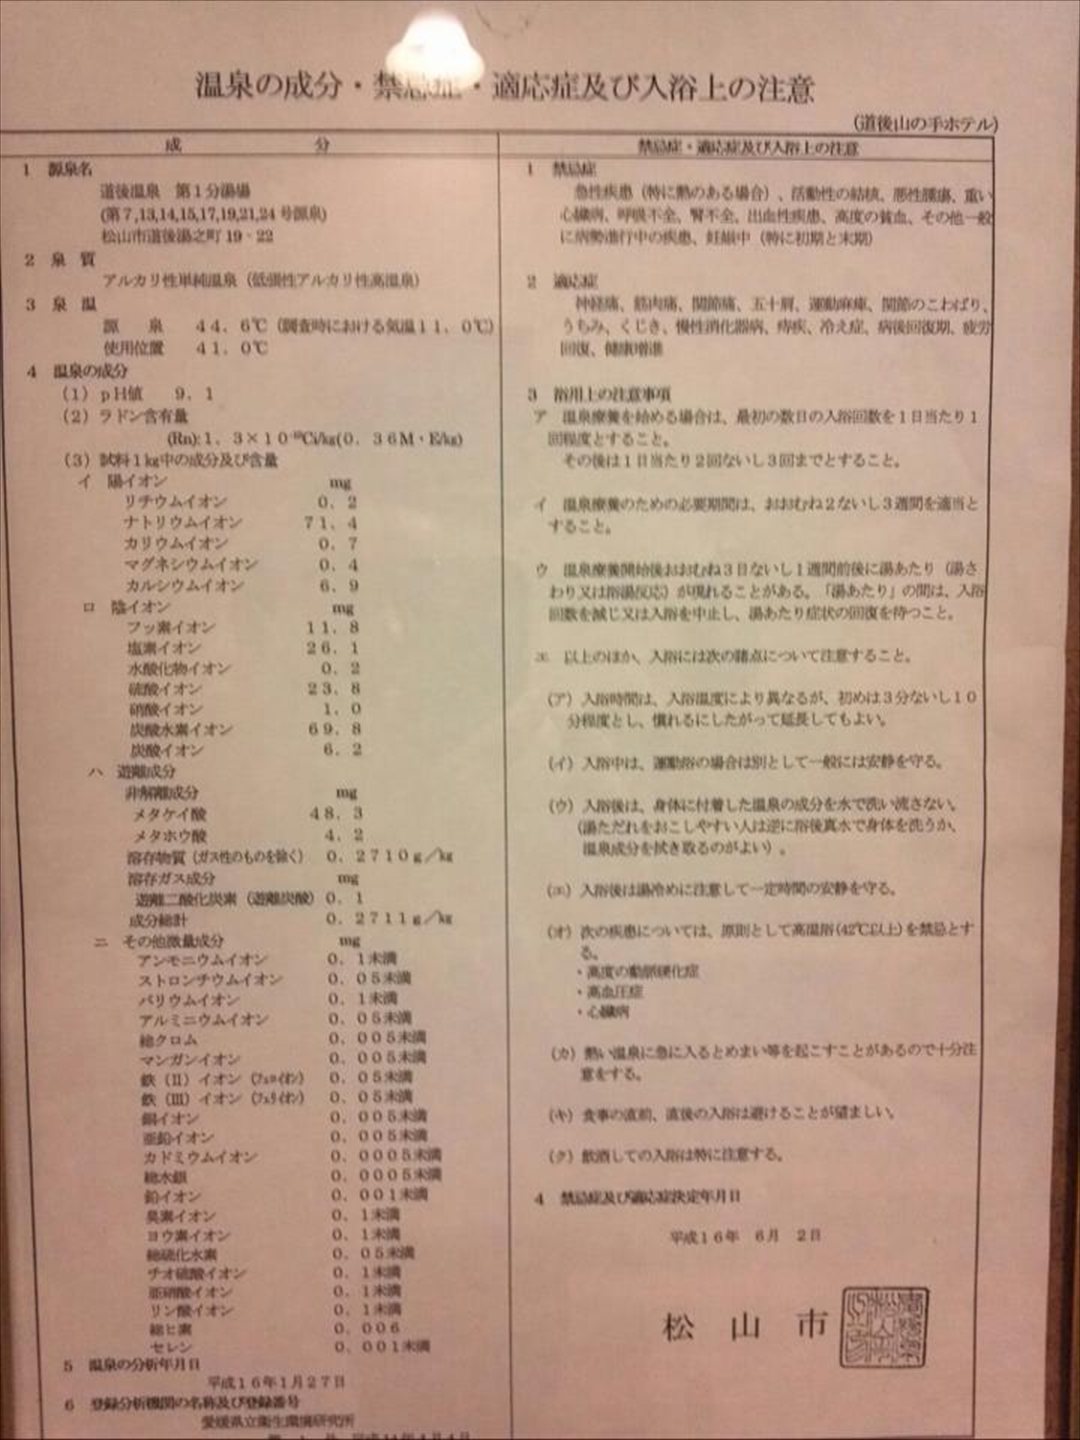 温泉の成分・禁忌症・適応症及び入浴上の注意
(道後山の手ホテル)
成 分
1 源泉名
道後温泉 第1分湯場
(第7,13,14,15,17,19,21,24号源泉)
松山市道後湯之町19-22
2 泉 質
アルカリ性単純温泉(低張性アルカリ性高温泉)
3 泉 温
源 泉 44.6℃(調査時における気温11.0℃)
使用位置 41.0℃
4 温泉の成分
(1)pH値 9.1
(2)ラドン含有量
(Rn):1.3×10⁻¹⁰Ci/kg(0.36M・E/kg)
(3)試料1kg中の成分及び含量
イ 陽イオン mg
リチウムイオン 0.2
ナトリウムイオン 71.4
カリウムイオン 0.7
マグネシウムイオン 0.4
カルシウムイオン 6.9
ロ 陰イオン mg
フッ素イオン 11.8
塩素イオン 26.1
水酸化物イオン 0.2
硫酸イオン 23.8
硝酸イオン 1.0
炭酸水素イオン 69.8
炭酸イオン 6.2
ハ 遊離成分
非解離成分 mg
メタケイ酸 48.3
メタホウ酸 4.2
溶存物質(ガス性のものを除く) 0.2710g/kg
溶存ガス成分 mg
遊離二酸化炭素(遊離炭酸) 0.1
成分総計 0.2711g/kg
ニ その他微量成分 mg
アンモニウムイオン 0.1未満
ストロンチウムイオン 0.05未満
バリウムイオン 0.1未満
アルミニウムイオン 0.05未満
総クロム 0.005未満
マンガンイオン 0.005未満
鉄(II)イオン(フェロイオン) 0.05未満
鉄(III)イオン(フェリイオン) 0.05未満
銅イオン 0.005未満
亜鉛イオン 0.005未満
カドミウムイオン 0.0005未満
総水銀 0.0005未満
鉛イオン 0.001未満
臭素イオン 0.1未満
ヨウ素イオン 0.1未満
総硫化水素 0.05未満
チオ硫酸イオン 0.1未満
亜硝酸イオン 0.1未満
リン酸イオン 0.1未満
総ヒ素 0.006
セレン 0.001未満
5 温泉の分析年月日
平成16年1月27日
6 登録分析機関の名称及び登録番号
愛媛県立衛生環境研究所
禁忌症・適応症及び入浴上の注意
1 禁忌症
急性疾患(特に熱のある場合)、活動性の結核、悪性腫瘍、重い
心臓病、呼吸不全、腎不全、出血性疾患、高度の貧血、その他一般
に病勢進行中の疾患、妊娠中(特に初期と末期)
2 適応症
神経痛、筋肉痛、関節痛、五十肩、運動麻痺、関節のこわばり、
うちみ、くじき、慢性消化器病、痔疾、冷え症、病後回復期、疲労
回復、健康増進
3 浴用上の注意事項
ア 温泉療養を始める場合は、最初の数日の入浴回数を1日当たり1
回程度とすること。
その後は1日当たり2回ないし3回までとすること。
イ 温泉療養のための必要期間は、おおむね2ないし3週間を適当と
すること。
ウ 温泉療養開始後おおむね3日ないし1週間前後に湯あたり(湯さ
わり又は浴湯反応)が現れることがある。「湯あたり」の間は、入浴
回数を減じ又は入浴を中止し、湯あたり症状の回復を待つこと。
エ 以上のほか、入浴には次の諸点について注意すること。
(ア)入浴時間は、入浴温度により異なるが、初めは3分ないし10
分程度とし、慣れるにしたがって延長してもよい。
(イ)入浴中は、運動浴の場合は別として一般には安静を守る。
(ウ)入浴後は、身体に付着した温泉の成分を水で洗い流さない。
(湯ただれをおこしやすい人は逆に浴後真水で身体を洗うか、
温泉成分を拭き取るのがよい)。
(エ)入浴後は湯冷めに注意して一定時間の安静を守る。
(オ)次の疾患については、原則として高温浴(42℃以上)を禁忌とす
る。
・高度の動脈硬化症
・高血圧症
・心臓病
(カ)熱い温泉に急に入るとめまい等を起こすことがあるので十分注
意をする。
(キ)食事の直前、直後の入浴は避けることが望ましい。
(ク)飲酒しての入浴は特に注意する。
4 禁忌症及び適応症決定年月日
平成16年 6月 2日
松 山 市